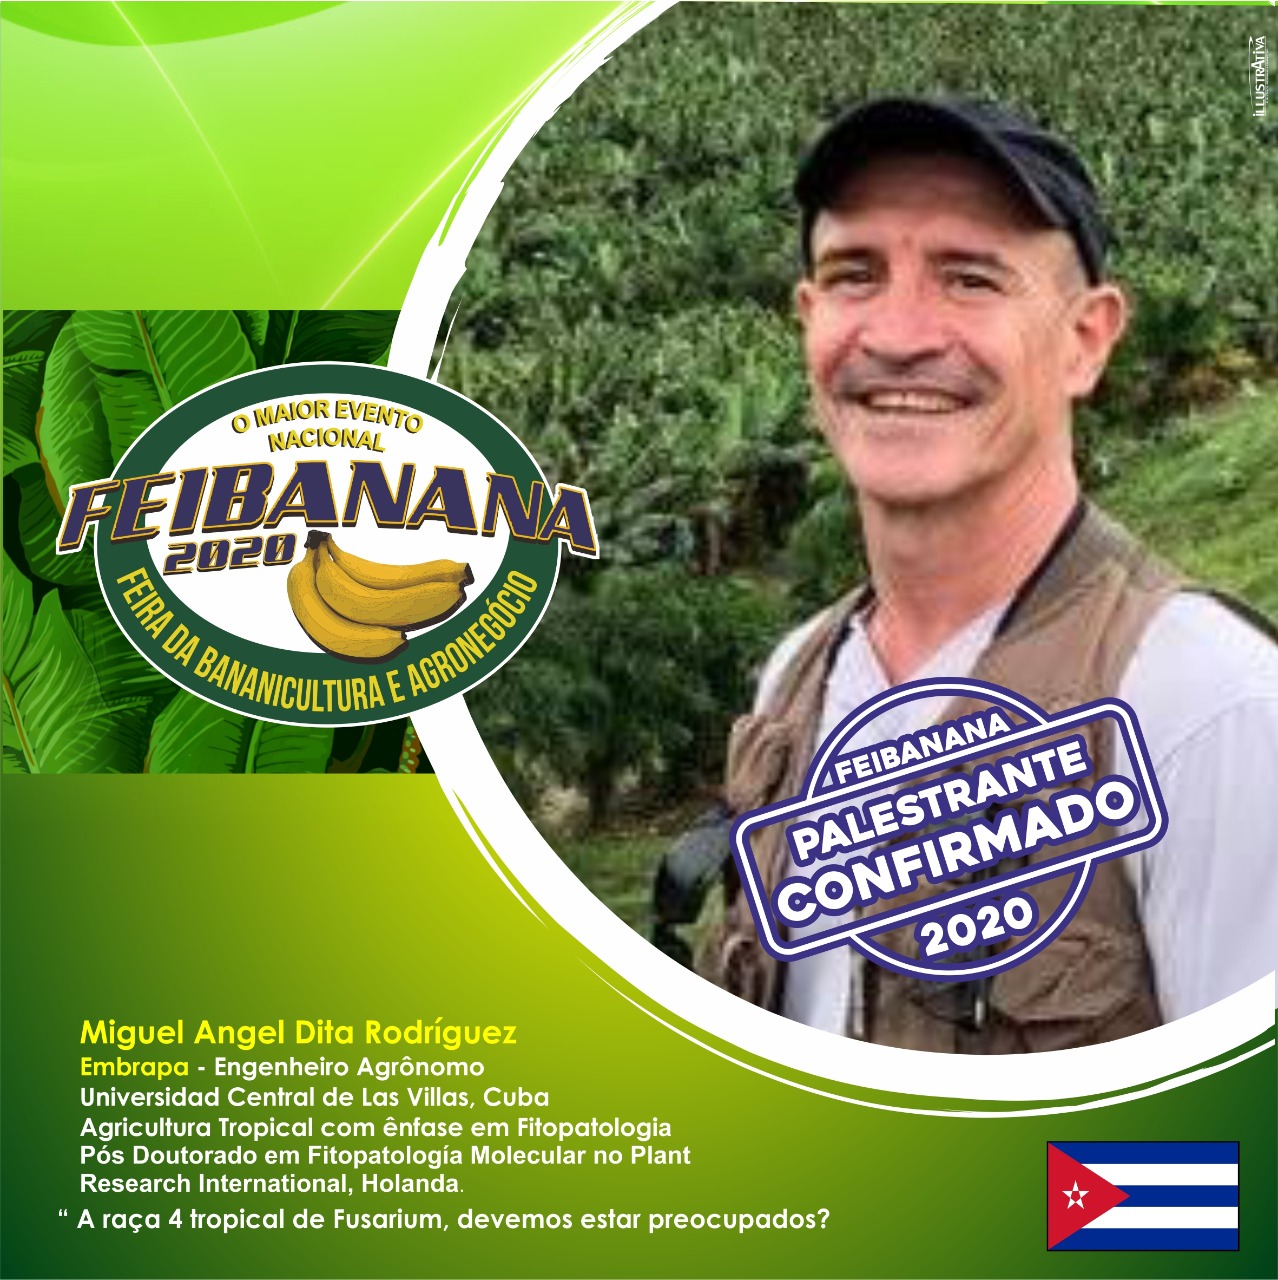 iLLUSTRATiVA
O MAIOR EVENTO
NACIONAL
FEIBANANA
2020
FEIRA DA BANANICULTURA E AGRONEGÓCIO
FEIBANANA
PALESTRANTE
CONFIRMADO
2020
Miguel Angel Dita Rodríguez
Embrapa - Engenheiro Agrônomo
Universidad Central de Las Villas, Cuba
Agricultura Tropical com ênfase em Fitopatologia
Pós Doutorado em Fitopatología Molecular no Plant
Research International, Holanda.
“ A raça 4 tropical de Fusarium, devemos estar preocupados?